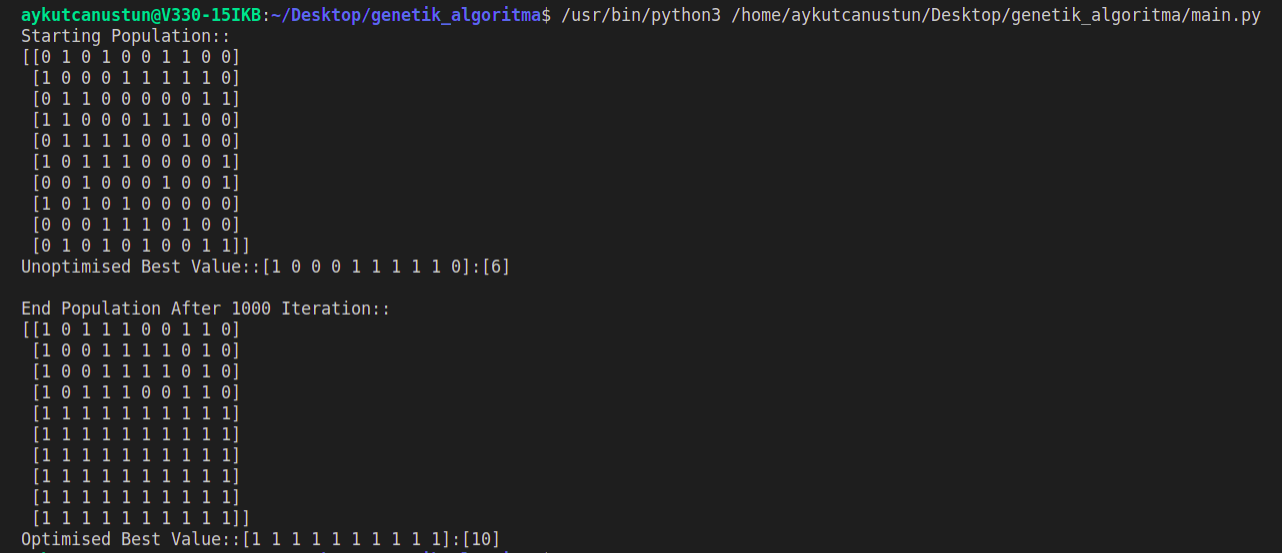 aykutcanustun@V330-15IKB:~/Desktop/genetik_algoritma$ /usr/bin/python3 /home/aykutcanustun/Desktop/genetik_algoritma/main.py
Starting Population::
[[0 1 0 1 0 0 1 1 0 0]
 [1 0 0 0 1 1 1 1 1 0]
 [0 1 1 0 0 0 0 0 1 1]
 [1 1 0 0 0 1 1 1 0 0]
 [0 1 1 1 1 0 0 1 0 0]
 [1 0 1 1 1 0 0 0 0 1]
 [0 0 1 0 0 0 1 0 0 1]
 [1 0 1 0 1 0 0 0 0 0]
 [0 0 0 1 1 1 0 1 0 0]
 [0 1 0 1 0 1 0 0 1 1]]
Unoptimised Best Value::[1 0 0 0 1 1 1 1 1 0]:[6]

End Population After 1000 Iteration::
[[1 0 1 1 1 0 0 1 1 0]
 [1 0 0 1 1 1 1 0 1 0]
 [1 0 0 1 1 1 1 0 1 0]
 [1 0 1 1 1 0 0 1 1 0]
 [1 1 1 1 1 1 1 1 1 1]
 [1 1 1 1 1 1 1 1 1 1]
 [1 1 1 1 1 1 1 1 1 1]
 [1 1 1 1 1 1 1 1 1 1]
 [1 1 1 1 1 1 1 1 1 1]
 [1 1 1 1 1 1 1 1 1 1]]
Optimised Best Value::[1 1 1 1 1 1 1 1 1 1]:[10]